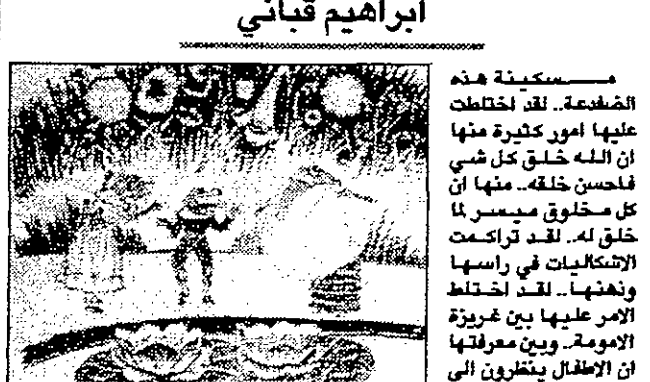 ابراهيم قباني
مـــسكينة هذه
الضفدعة.. لقد اختلطت
عليها امور كثيرة منها
ان الله خلق كل شي
فاحسن خلقه.. منها ان
كل مخلوق ميسر لما
خلق له.. لقد تراكمت
الاشكاليات في راسها
وذهنها.. لقد اختلط
الامر عليها بين غريزة
الامومة.. وبين معرفتها
ان الاطفال ينظرون الى